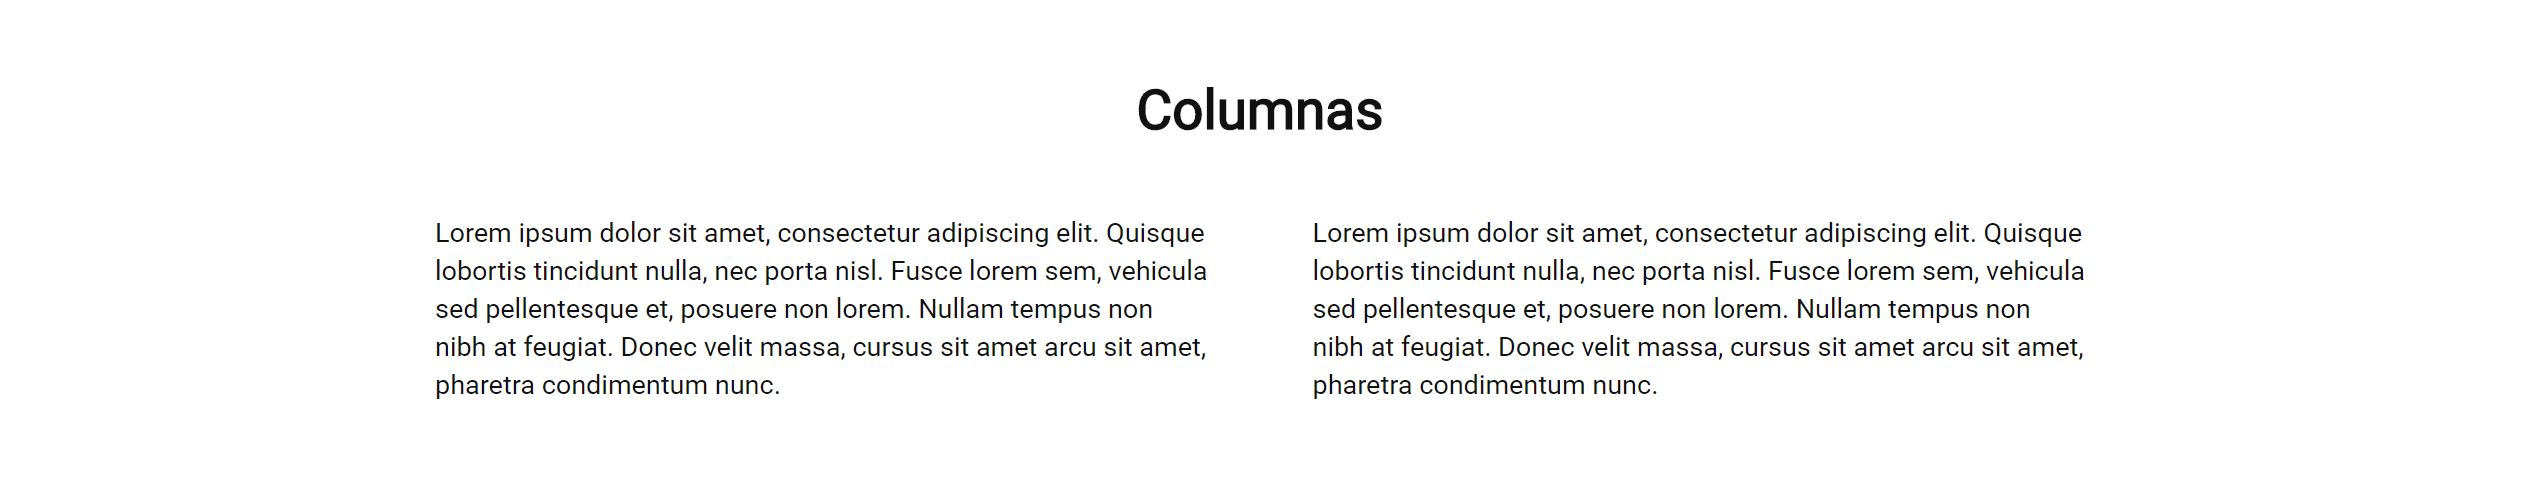 Columnas
Lorem ipsum dolor sit amet, consectetur adipiscing elit. Quisque
lobortis tincidunt nulla, nec porta nisl. Fusce lorem sem, vehicula
sed pellentesque et, posuere non lorem. Nullam tempus non
nibh at feugiat. Donec velit massa, cursus sit amet arcu sit amet,
pharetra condimentum nunc.
Lorem ipsum dolor sit amet, consectetur adipiscing elit. Quisque
lobortis tincidunt nulla, nec porta nisl. Fusce lorem sem, vehicula
sed pellentesque et, posuere non lorem. Nullam tempus non
nibh at feugiat. Donec velit massa, cursus sit amet arcu sit amet,
pharetra condimentum nunc.